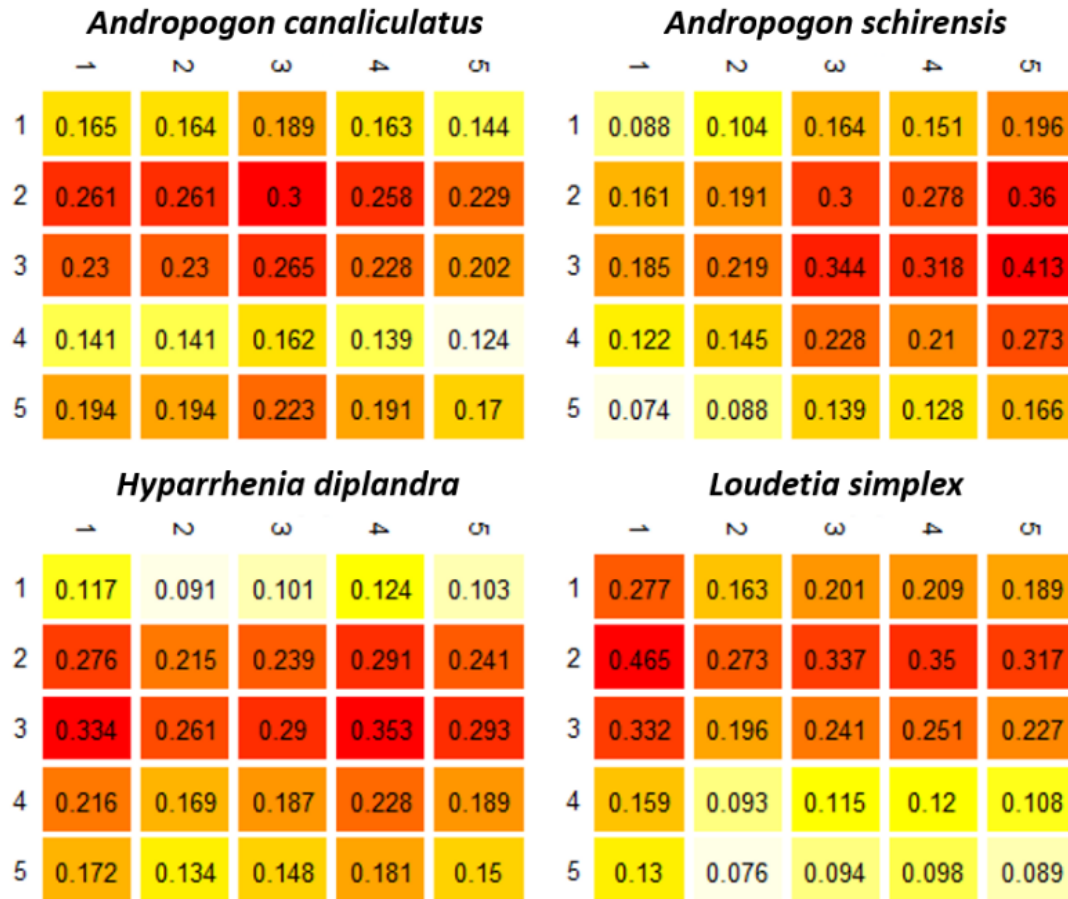 Andropogon canaliculatus Andropogon schirensis
1 2 3 4 5 1 2 3 4 5
1 0.165 0.164 0.189 0.163 0.144 1 0.088 0.104 0.164 0.151 0.196
2 0.261 0.261 0.3 0.258 0.229 2 0.161 0.191 0.3 0.278 0.36
3 0.23 0.23 0.265 0.228 0.202 3 0.185 0.219 0.344 0.318 0.413
4 0.141 0.141 0.162 0.139 0.124 4 0.122 0.145 0.228 0.21 0.273
5 0.194 0.194 0.223 0.191 0.17 5 0.074 0.088 0.139 0.128 0.166
Hyparrhenia diplandra Loudetia simplex
1 2 3 4 5 1 2 3 4 5
1 0.117 0.091 0.101 0.124 0.103 1 0.277 0.163 0.201 0.209 0.189
2 0.276 0.215 0.239 0.291 0.241 2 0.465 0.273 0.337 0.35 0.317
3 0.334 0.261 0.29 0.353 0.293 3 0.332 0.196 0.241 0.251 0.227
4 0.216 0.169 0.187 0.228 0.189 4 0.159 0.093 0.115 0.12 0.108
5 0.172 0.134 0.148 0.181 0.15 5 0.13 0.076 0.094 0.098 0.089